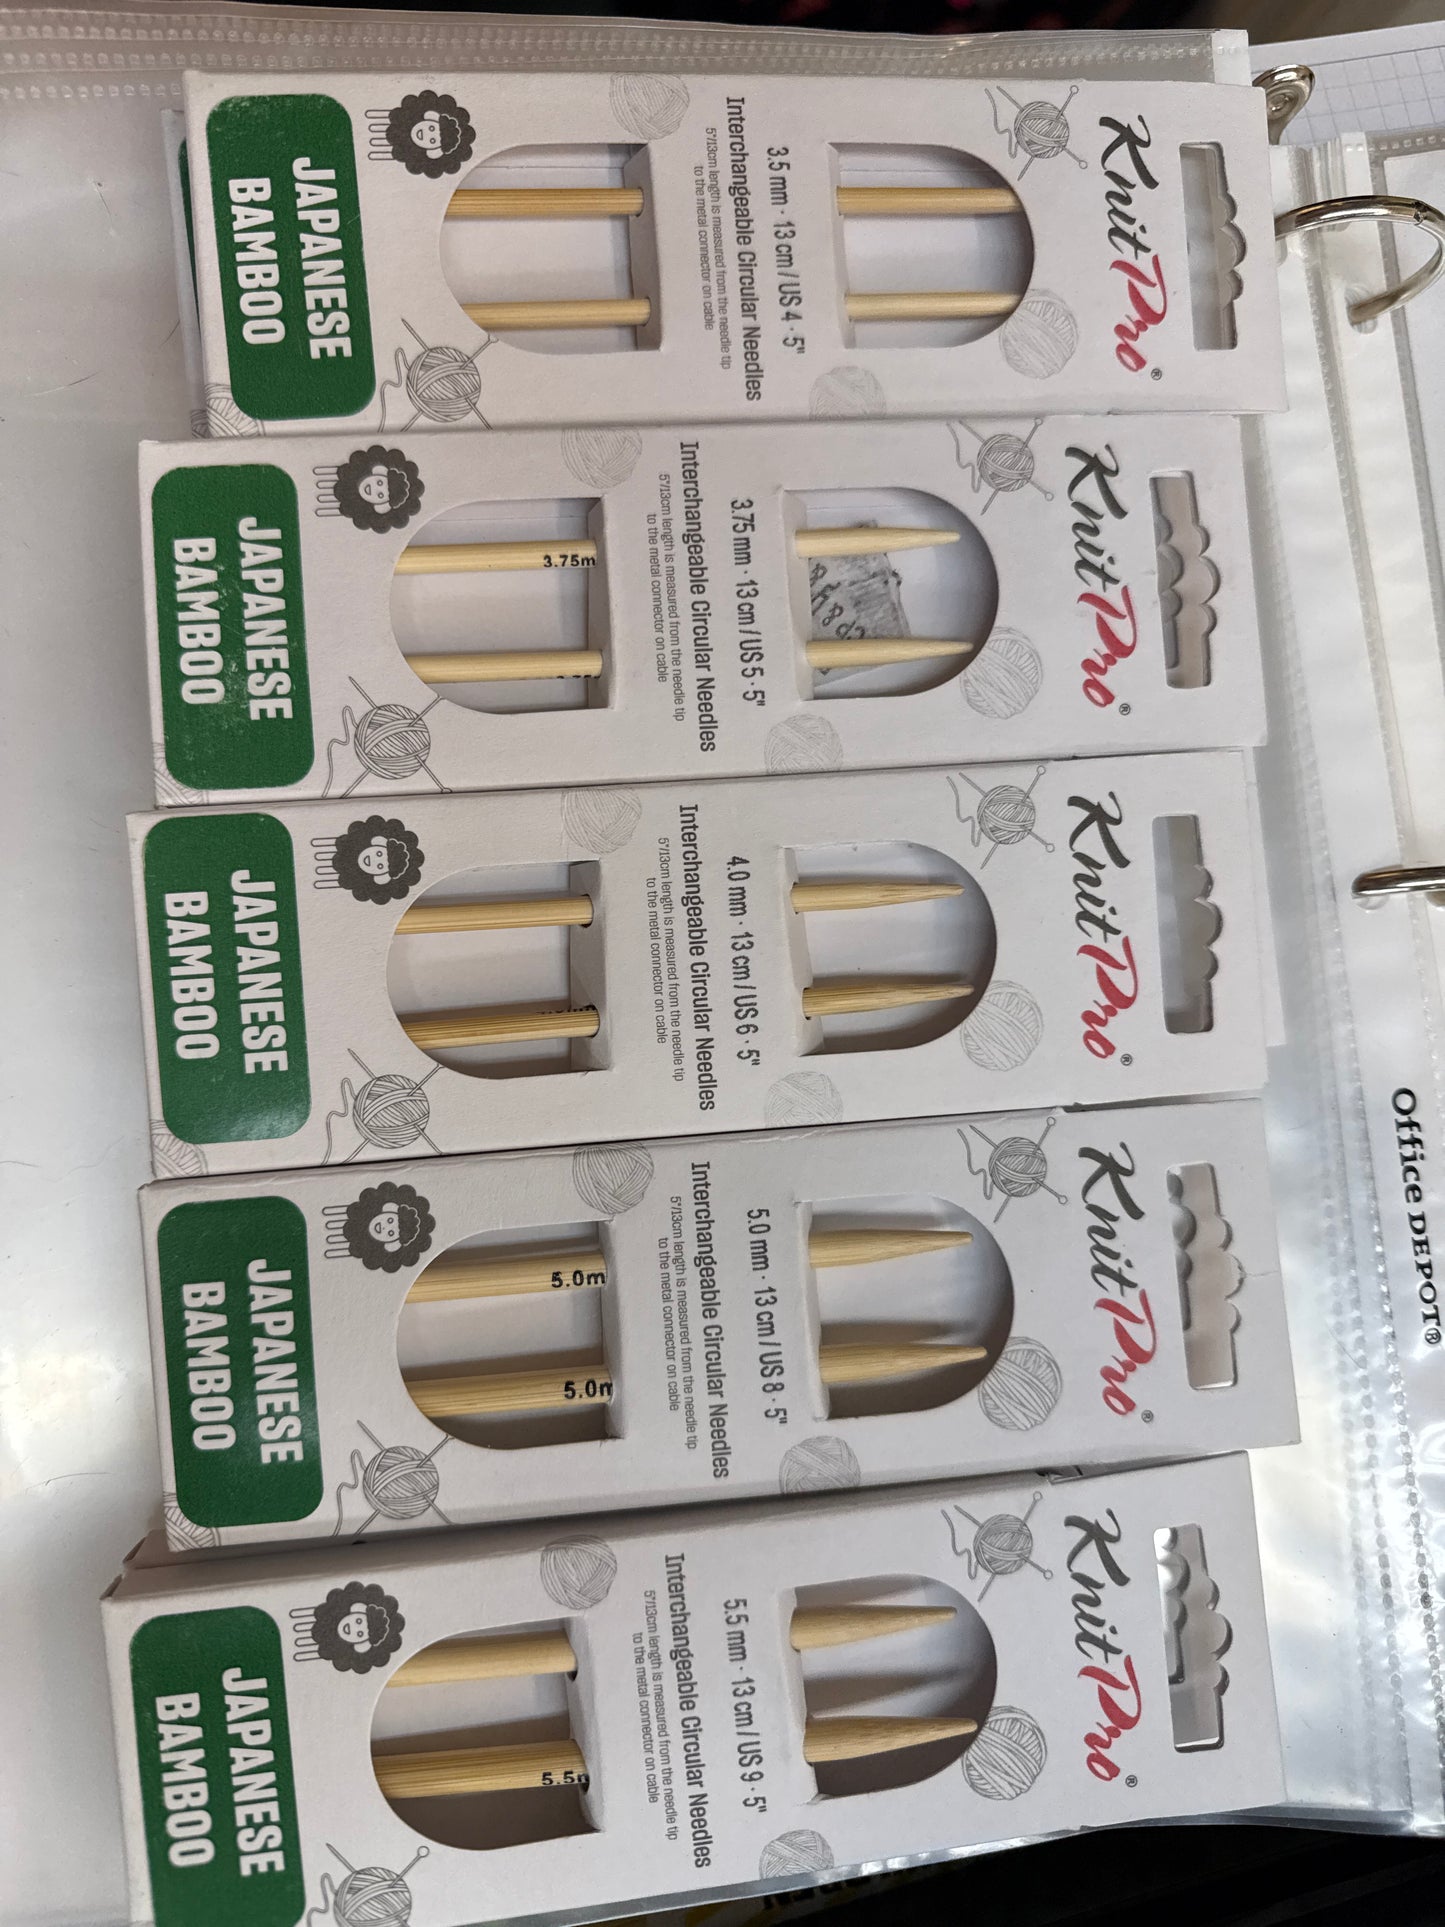 KnitPro®
3.5 mm · 13 cm / US 4 · 5"
Interchangeable Circular Needles
5"/13cm length is measured from the needle tip
to the metal connector on cable
JAPANESE
BAMBOO
KnitPro®
3.75 mm · 13 cm / US 5 · 5"
Interchangeable Circular Needles
5"/13cm length is measured from the needle tip
to the metal connector on cable
3.75m
JAPANESE
BAMBOO
KnitPro®
4.0 mm · 13 cm / US 6 · 5"
Interchangeable Circular Needles
5"/13cm length is measured from the needle tip
to the metal connector on cable
JAPANESE
BAMBOO
KnitPro®
5.0 mm · 13 cm / US 8 · 5"
Interchangeable Circular Needles
5"/13cm length is measured from the needle tip
to the metal connector on cable
5.0m
5.0m
JAPANESE
BAMBOO
KnitPro®
5.5 mm · 13 cm / US 9 · 5"
Interchangeable Circular Needles
5"/13cm length is measured from the needle tip
to the metal connector on cable
5.5m
JAPANESE
BAMBOO
Office DEPOT®